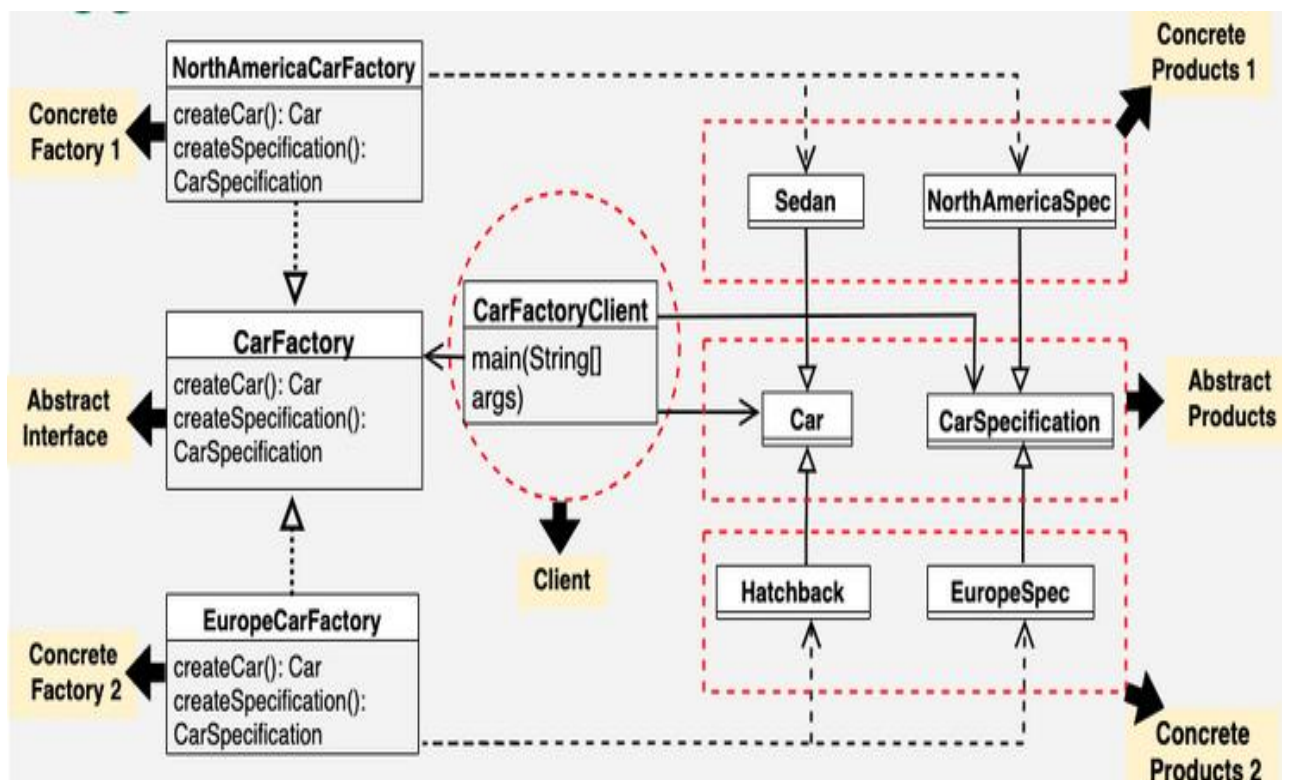 Concrete
Products 1
NorthAmericaCarFactory
createCar(): Car
createSpecification():
CarSpecification
Concrete
Factory 1
Sedan
NorthAmericaSpec
CarFactoryClient
main(String[]
args)
CarFactory
createCar(): Car
createSpecification():
CarSpecification
Abstract
Interface
Car
CarSpecification
Abstract
Products
Client
Hatchback
EuropeSpec
EuropeCarFactory
createCar(): Car
createSpecification():
CarSpecification
Concrete
Factory 2
Concrete
Products 2